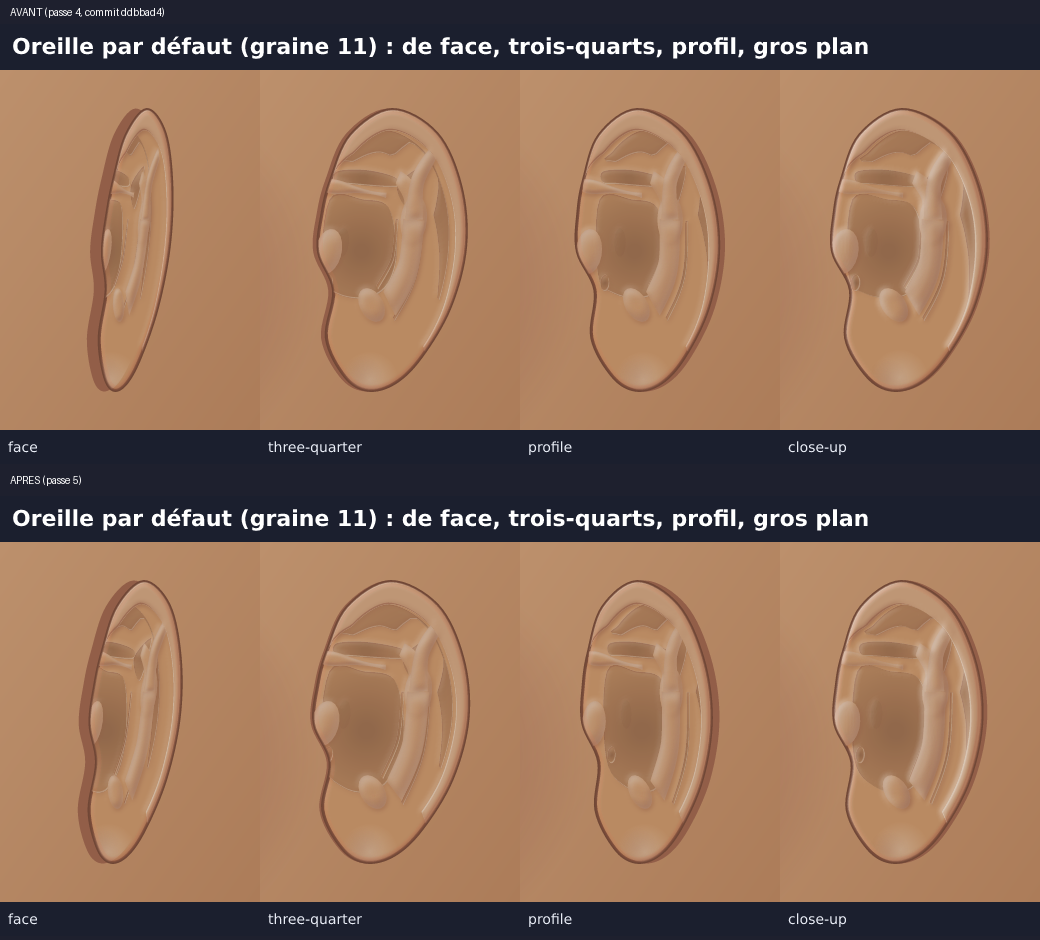 AVANT (passe 4, commit ddbbad4)
Oreille par défaut (graine 11) : de face, trois-quarts, profil, gros plan
face three-quarter profile close-up
APRES (passe 5)
Oreille par défaut (graine 11) : de face, trois-quarts, profil, gros plan
face three-quarter profile close-up